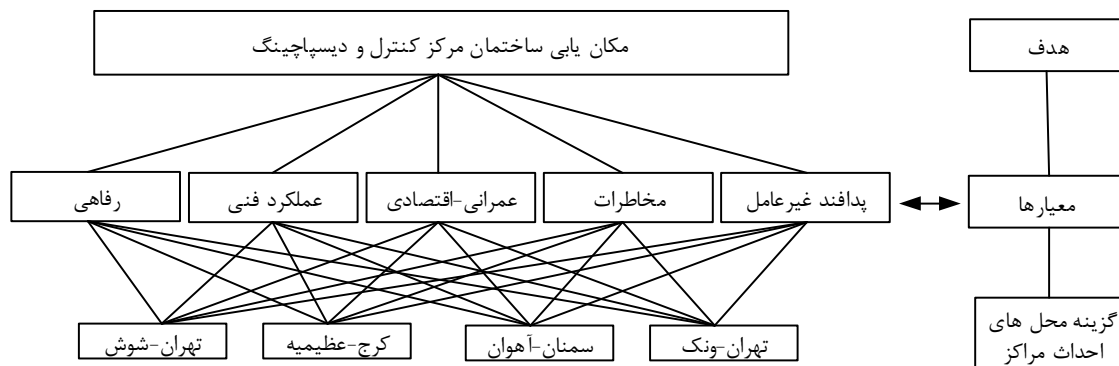 مکان یابی ساختمان مرکز کنترل و دیسپاچینگ
هدف
پدافند غیرعامل
مخاطرات
عمرانی-اقتصادی
عملکرد فنی
رفاهی
معیارها
تهران-ونک
سمنان-آهوان
کرج-عظیمیه
تهران-شوش
گزینه محل های
احداث مراکز